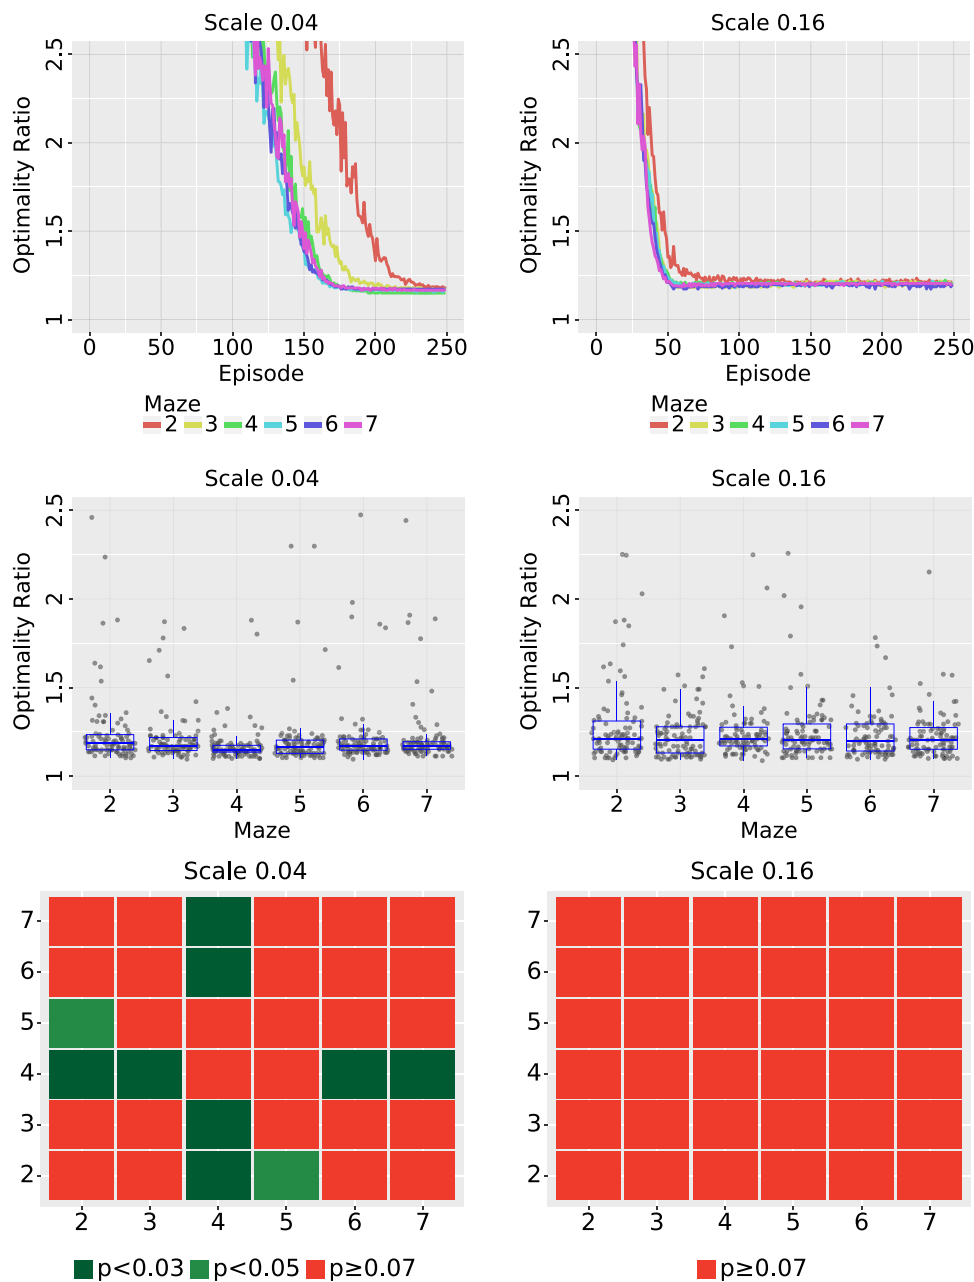 Scale 0.04
Scale 0.16
Optimality Ratio
2.5
2
1.5
1
0 50 100 150 200 250
Episode
Maze
2 3 4 5 6 7
Optimality Ratio
2.5
2
1.5
1
0 50 100 150 200 250
Episode
Maze
2 3 4 5 6 7
Scale 0.04
Scale 0.16
Optimality Ratio
2.5
2
1.5
1
2 3 4 5 6 7
Maze
Optimality Ratio
2.5
2
1.5
1
2 3 4 5 6 7
Maze
Scale 0.04
Scale 0.16
7
6
5
4
3
2
2 3 4 5 6 7
p<0.03 p<0.05 p≥0.07
7
6
5
4
3
2
2 3 4 5 6 7
p≥0.07